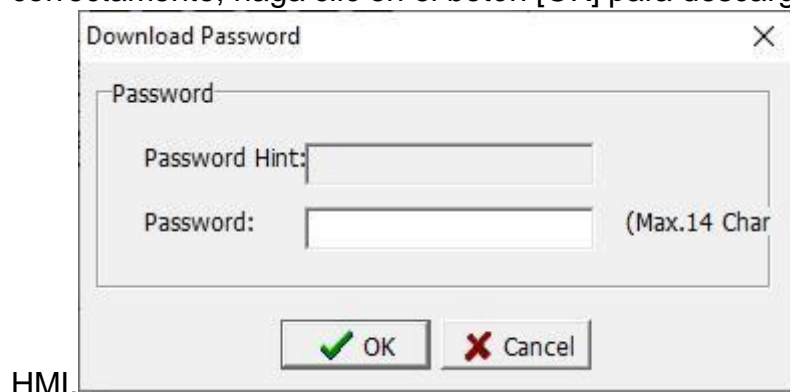 correctamente, haga clic en el botón [OK] para descarg
Download Password
Password
Password Hint:
Password: (Max.14 Char
OK Cancel
HMI.